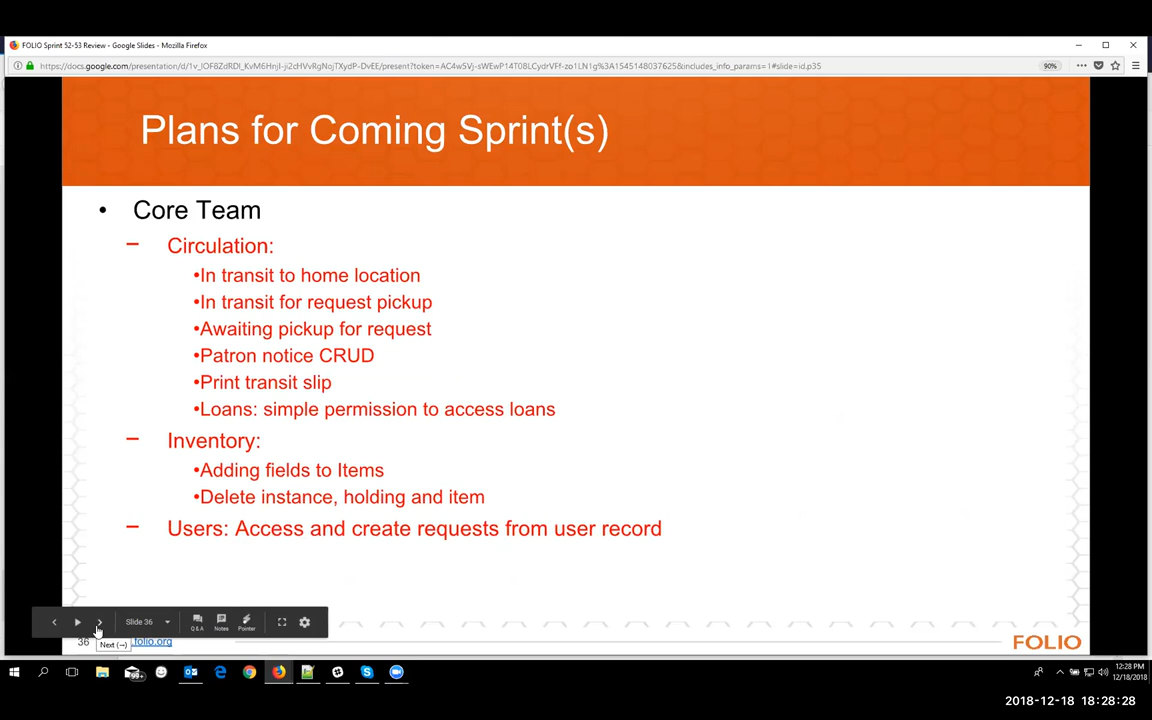 FOLIO Sprint 52-53 Review - Google Slides - Mozilla Firefox
90%
Plans for Coming Sprint(s)
• Core Team
– Circulation:
•In transit to home location
•In transit for request pickup
•Awaiting pickup for request
•Patron notice CRUD
•Print transit slip
•Loans: simple permission to access loans
– Inventory:
•Adding fields to Items
•Delete instance, holding and item
– Users: Access and create requests from user record
Slide 36
Q&A
Notes
Pointer
36
folio.org
Next (→)
FOLIO
99+
12:28 PM
12/18/2018
2018-12-18 18:28:28